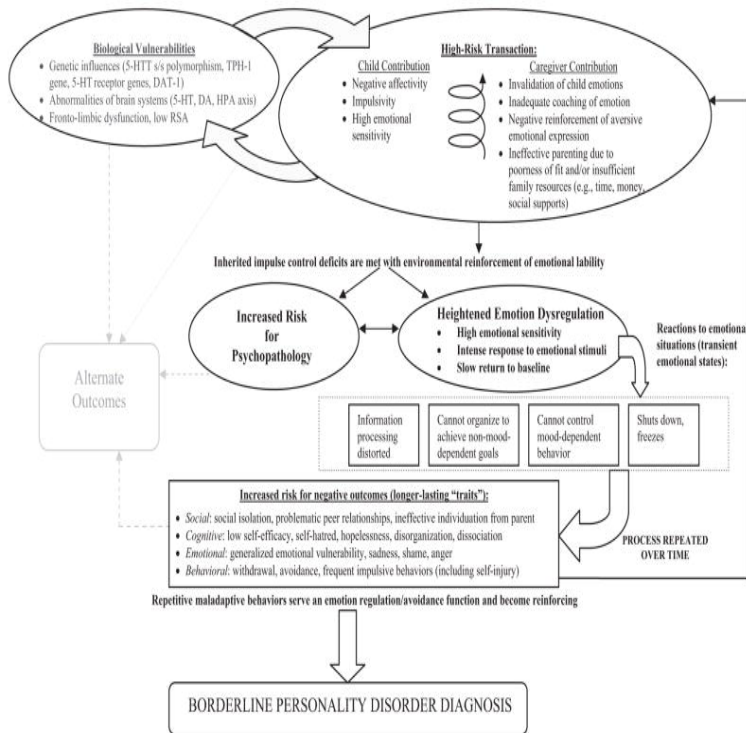 Biological Vulnerabilities
• Genetic influences (5-HTT s/s polymorphism, TPH-1
gene, 5-HT receptor genes, DAT-1)
• Abnormalities of brain systems (5-HT, DA, HPA axis)
• Fronto-limbic dysfunction, low RSA
High-Risk Transaction:
Child Contribution
• Negative affectivity
• Impulsivity
• High emotional
sensitivity
Caregiver Contribution
• Invalidation of child emotions
• Inadequate coaching of emotion
• Negative reinforcement of aversive
emotional expression
• Ineffective parenting due to
poorness of fit and/or insufficient
family resources (e.g., time, money,
social supports)
Inherited impulse control deficits are met with environmental reinforcement of emotional lability
Increased Risk
for
Psychopathology
Heightened Emotion Dysregulation
• High emotional sensitivity
• Intense response to emotional stimuli
• Slow return to baseline
Reactions to emotional
situations (transient
emotional states):
Alternate
Outcomes
Information
processing
distorted
Cannot organize to
achieve non-mood-
dependent goals
Cannot control
mood-dependent
behavior
Shuts down,
freezes
Increased risk for negative outcomes (longer-lasting “traits”):
• Social: social isolation, problematic peer relationships, ineffective individuation from parent
• Cognitive: low self-efficacy, self-hatred, hopelessness, disorganization, dissociation
• Emotional: generalized emotional vulnerability, sadness, shame, anger
• Behavioral: withdrawal, avoidance, frequent impulsive behaviors (including self-injury)
PROCESS REPEATED
OVER TIME
Repetitive maladaptive behaviors serve an emotion regulation/avoidance function and become reinforcing
BORDERLINE PERSONALITY DISORDER DIAGNOSIS